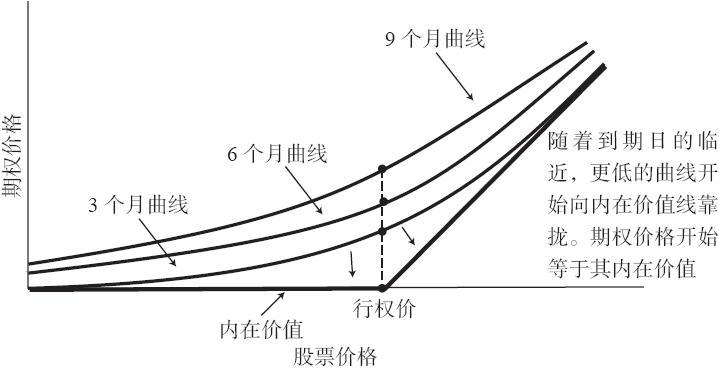 9个月曲线
期权价格
6个月曲线
3个月曲线
随着到期日的临
近，更低的曲线开
始向内在价值线靠
拢。期权价格开始
等于其内在价值
内在价值
行权价
股票价格